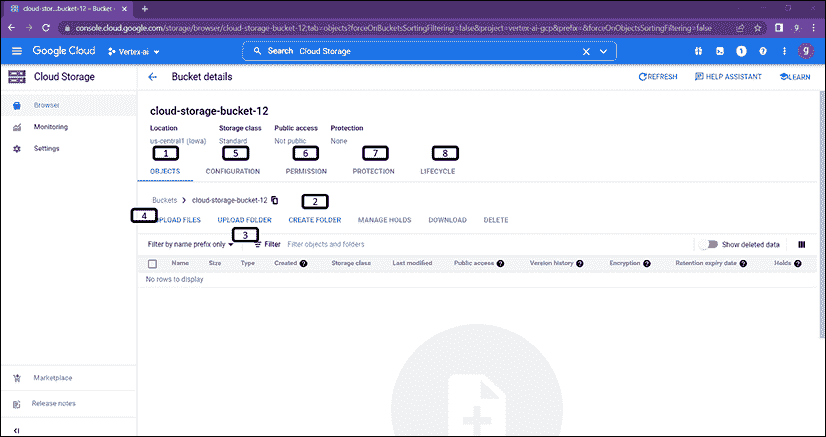 cloud-stor...bucket-12 – Bucket
console.cloud.google.com/storage/browser/cloud-storage-bucket-12;tab=objects?forceOnBucketsSortingFiltering=false&project=vertex-ai-gcp&prefix=&forceOnObjectsSortingFiltering=false
Google Cloud Vertex-ai Search Cloud Storage 1 g
Cloud Storage Bucket details REFRESH HELP ASSISTANT LEARN
Browser
Monitoring
Settings
cloud-storage-bucket-12
Location Storage class Public access Protection
us-central1 (Iowa) Standard Not public None
1 5 6 7 8
OBJECTS CONFIGURATION PERMISSION PROTECTION LIFECYCLE
Buckets cloud-storage-bucket-12 2
4 UPLOAD FILES UPLOAD FOLDER CREATE FOLDER MANAGE HOLDS DOWNLOAD DELETE
3
Filter by name prefix only Filter Filter objects and folders Show deleted data
Name Size Type Created Storage class Last modified Public access Version history Encryption Retention expiry date Holds
No rows to display
Marketplace
Release notes